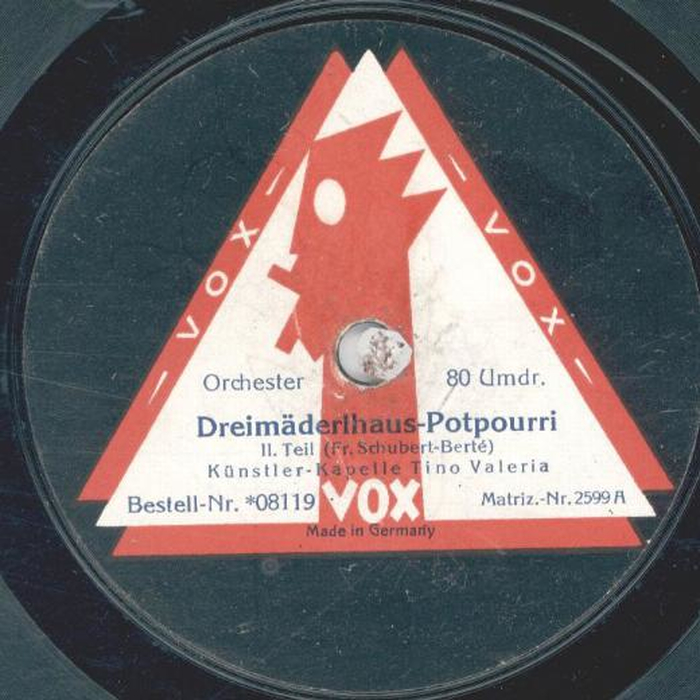 VOX
VOX
Orchester 80 Umdr.
Dreimäderlhaus-Potpourri
II. Teil (Fr. Schubert-Berté)
Künstler-Kapelle Tino Valeria
Bestell-Nr. *08119 VOX Matriz.-Nr. 2599 A
Made in Germany